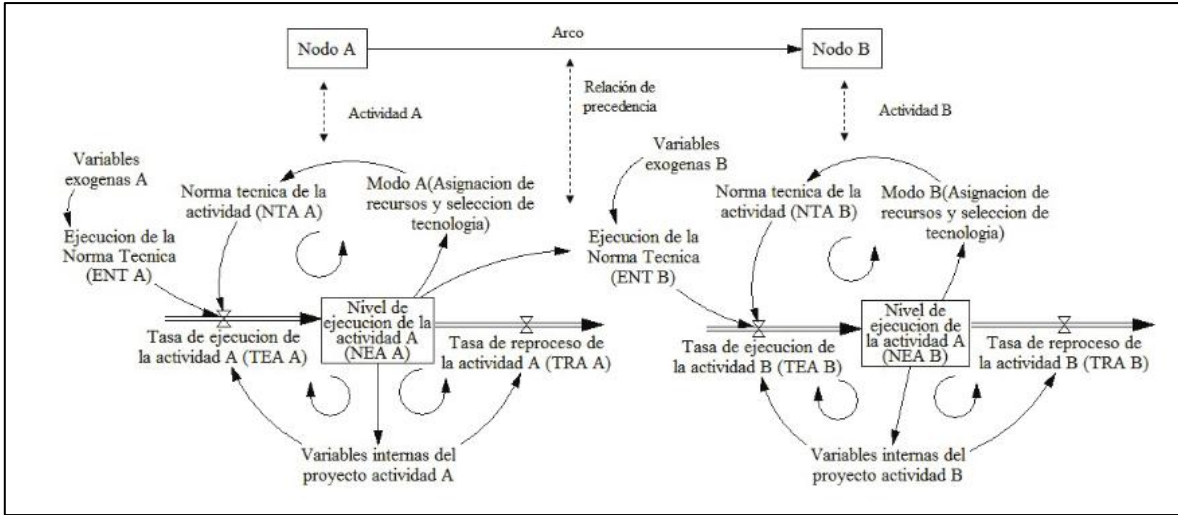 Arco
Nodo A
Nodo B
Relación de
precedencia
Actividad A
Actividad B
Variables
exogenas A
Norma tecnica de la
actividad (NTA A)
Modo A(Asignacion de
recursos y seleccion de
tecnologia)
Ejecucion de la
Norma Tecnica
(ENT A)
Nivel de
ejecucion de la
actividad A
(NEA A)
Tasa de ejecucion de
la actividad A (TEA A)
Tasa de reproceso de
la actividad A (TRA A)
Variables internas del
proyecto actividad A
Variables
exogenas B
Norma tecnica de la
actividad (NTA B)
Modo B(Asignacion de
recursos y seleccion de
tecnologia)
Ejecucion de la
Norma Tecnica
(ENT B)
Nivel de
ejecucion de
la actividad A
(NEA B)
Tasa de ejecucion de
la actividad B (TEA B)
Tasa de reproceso de
la actividad B (TRA B)
Variables internas del
proyecto actividad B